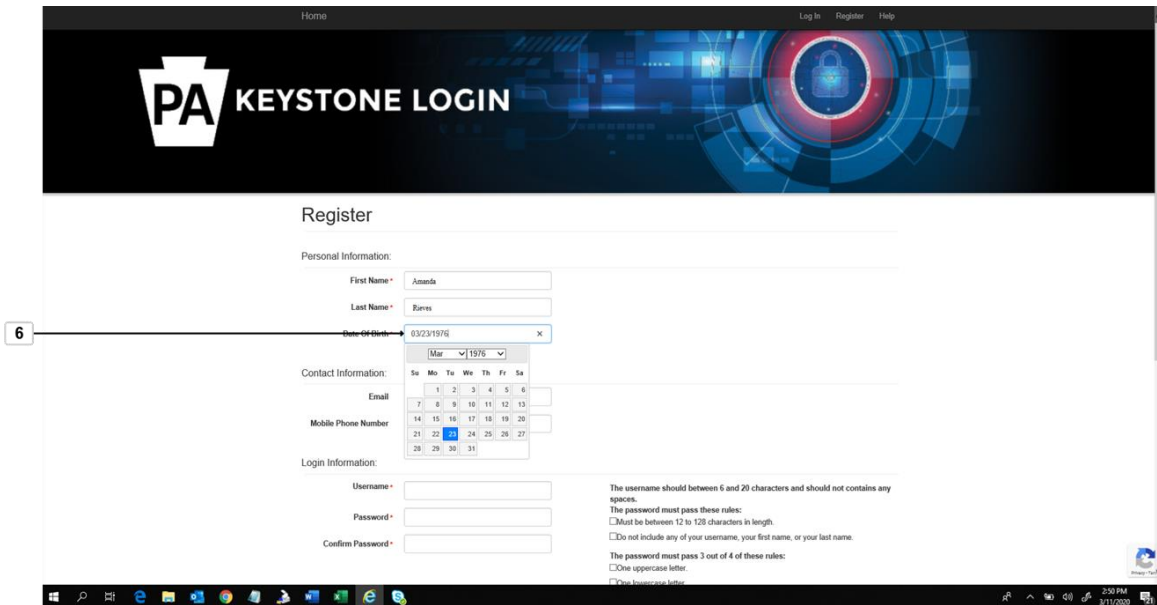 Home Log In Register Help
PA KEYSTONE LOGIN
Register
Personal Information:
First Name * Amanda
Last Name * Rieves
6 Date Of Birth * 03/23/1976 ×
Mar 1976
Su Mo Tu We Th Fr Sa
1 2 3 4 5 6
7 8 9 10 11 12 13
14 15 16 17 18 19 20
21 22 23 24 25 26 27
28 29 30 31
Contact Information:
Email
Mobile Phone Number
Login Information:
Username *
Password *
Confirm Password *
The username should between 6 and 20 characters and should not contains any
spaces.
The password must pass these rules:
Must be between 12 to 128 characters in length.
Do not include any of your username, your first name, or your last name.
The password must pass 3 out of 4 of these rules:
One uppercase letter.
One lowercase letter
2:50 PM
3/11/2020